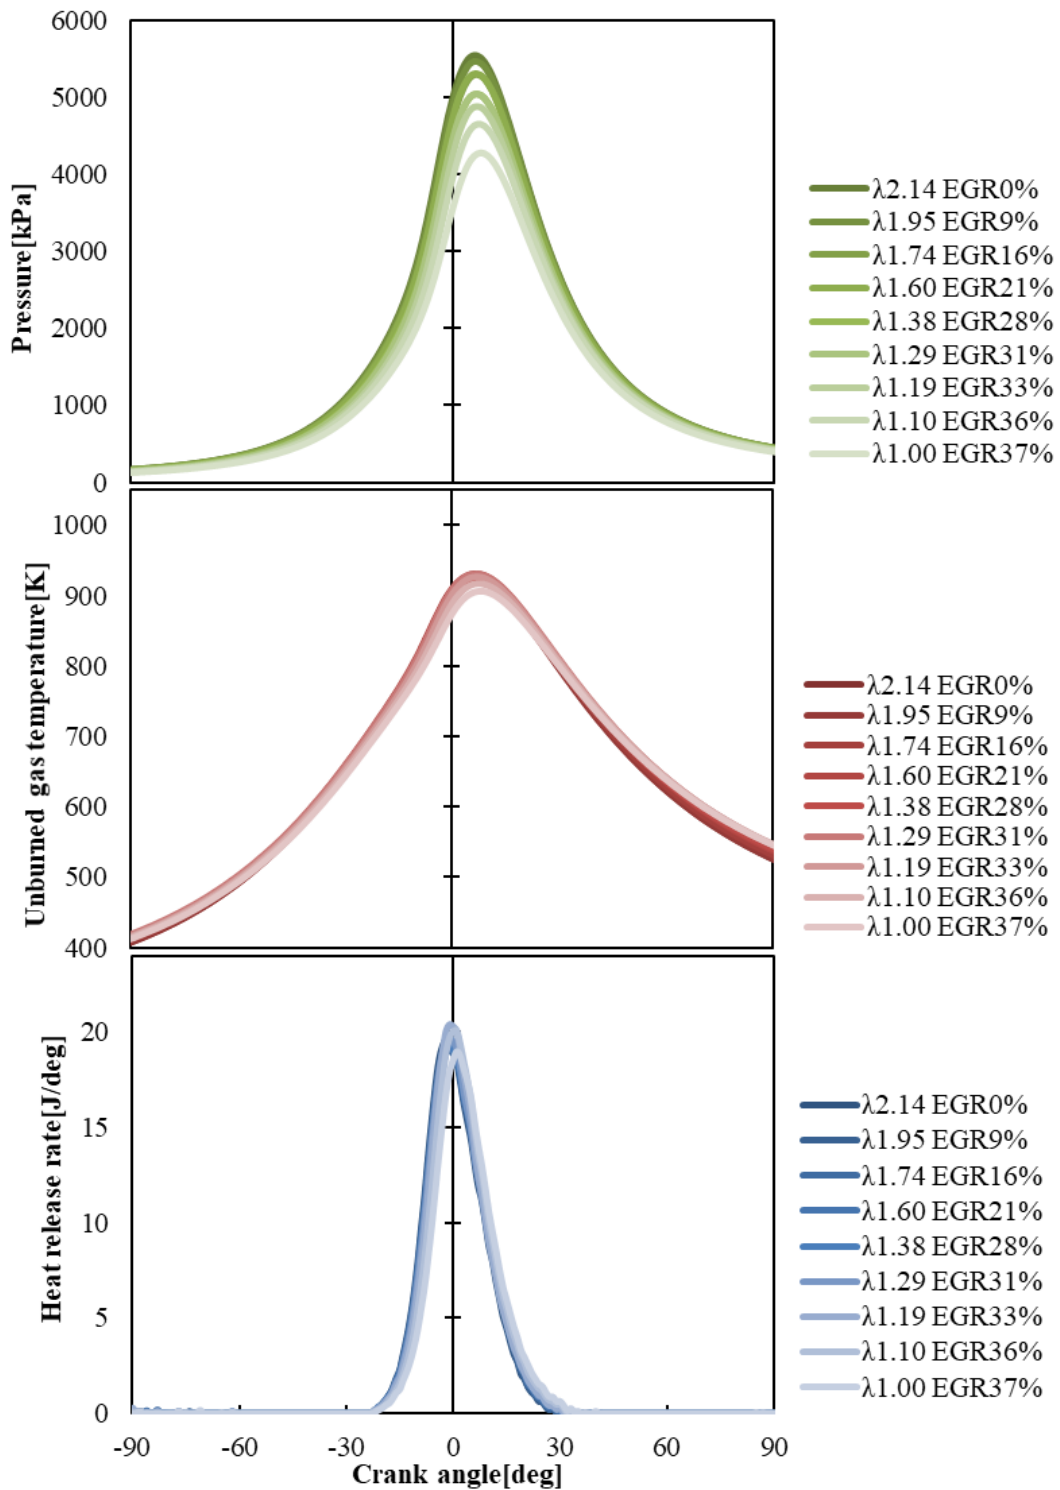 6000
5000
4000
3000
2000
1000
0
Pressure[kPa]
λ2.14 EGR0%
λ1.95 EGR9%
λ1.74 EGR16%
λ1.60 EGR21%
λ1.38 EGR28%
λ1.29 EGR31%
λ1.19 EGR33%
λ1.10 EGR36%
λ1.00 EGR37%
1000
900
800
700
600
500
400
Unburned gas temperature[K]
λ2.14 EGR0%
λ1.95 EGR9%
λ1.74 EGR16%
λ1.60 EGR21%
λ1.38 EGR28%
λ1.29 EGR31%
λ1.19 EGR33%
λ1.10 EGR36%
λ1.00 EGR37%
20
15
10
5
0
Heat release rate[J/deg]
λ2.14 EGR0%
λ1.95 EGR9%
λ1.74 EGR16%
λ1.60 EGR21%
λ1.38 EGR28%
λ1.29 EGR31%
λ1.19 EGR33%
λ1.10 EGR36%
λ1.00 EGR37%
-90 -60 -30 0 30 60 90
Crank angle[deg]